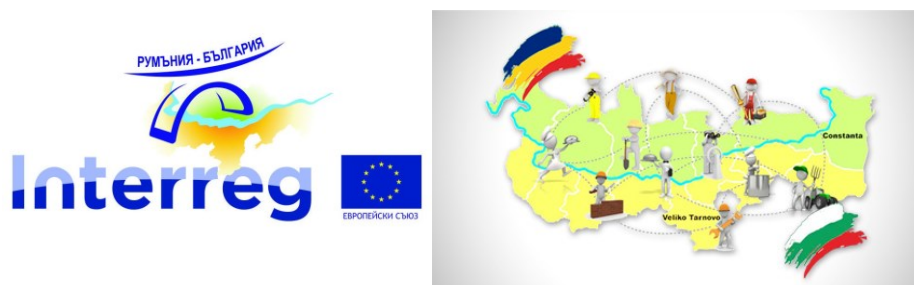 РУМЪНИЯ - БЪЛГАРИЯ
Interreg
ЕВРОПЕЙСКИ СЪЮЗ
Constanta
Veliko Tarnovo